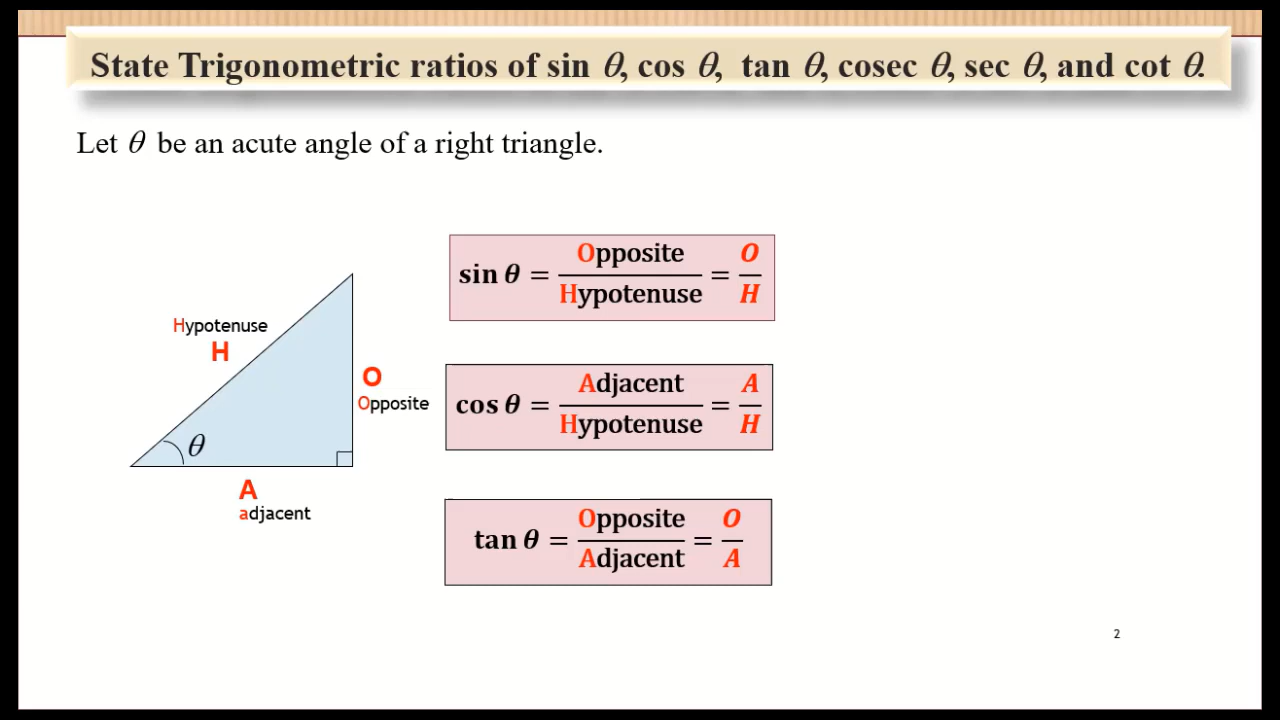 State Trigonometric ratios of sin θ, cos θ, tan θ, cosec θ, sec θ, and cot θ.
Let θ be an acute angle of a right triangle.
Hypotenuse
H
O
Opposite
θ
A
adjacent
sin θ = Opposite/Hypotenuse = O/H
cos θ = Adjacent/Hypotenuse = A/H
tan θ = Opposite/Adjacent = O/A
2